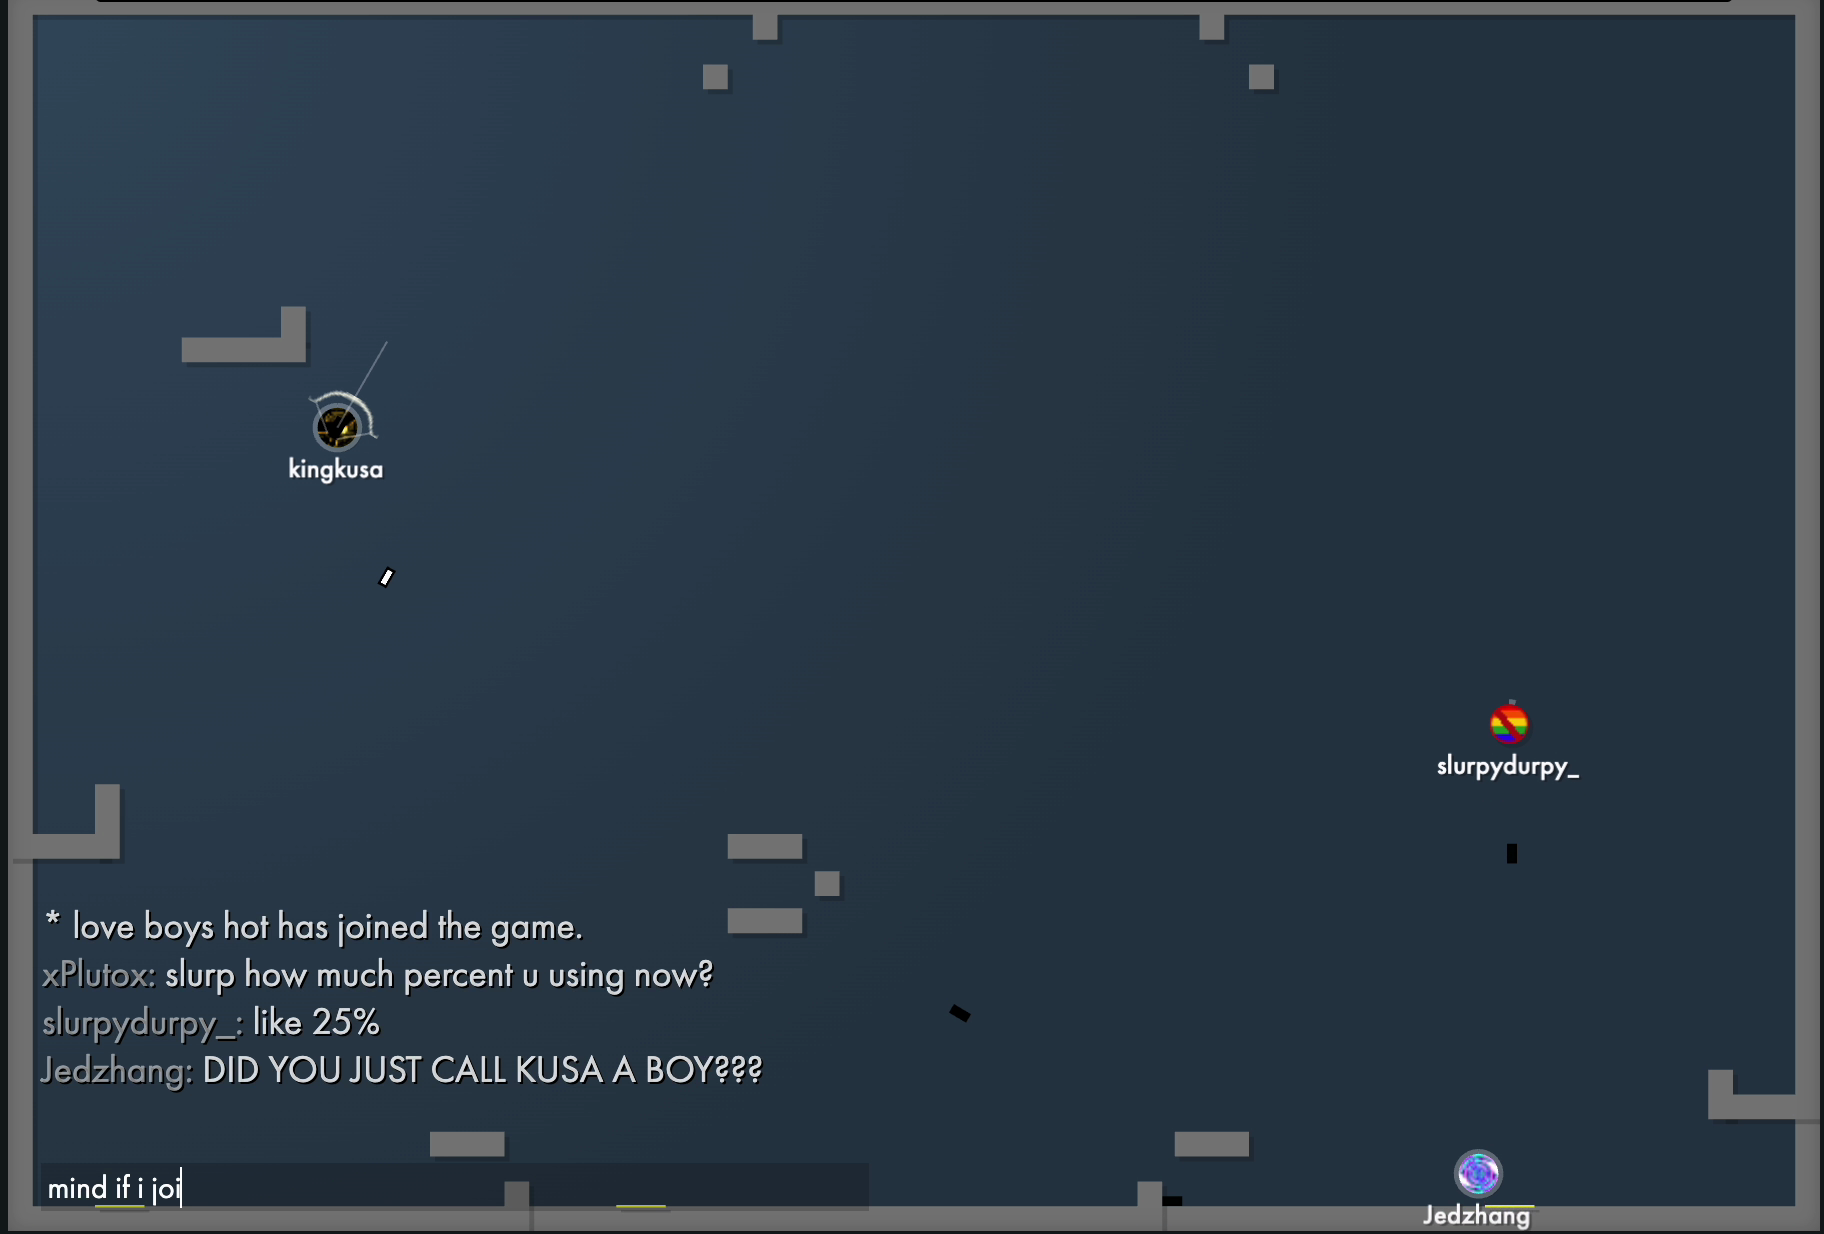 kingkusa
slurpydurpy_
* love boys hot has joined the game.
xPlutox: slurp how much percent u using now?
slurpydurpy_: like 25%
Jedzhang: DID YOU JUST CALL KUSA A BOY???
mind if i joi
Jedzhang